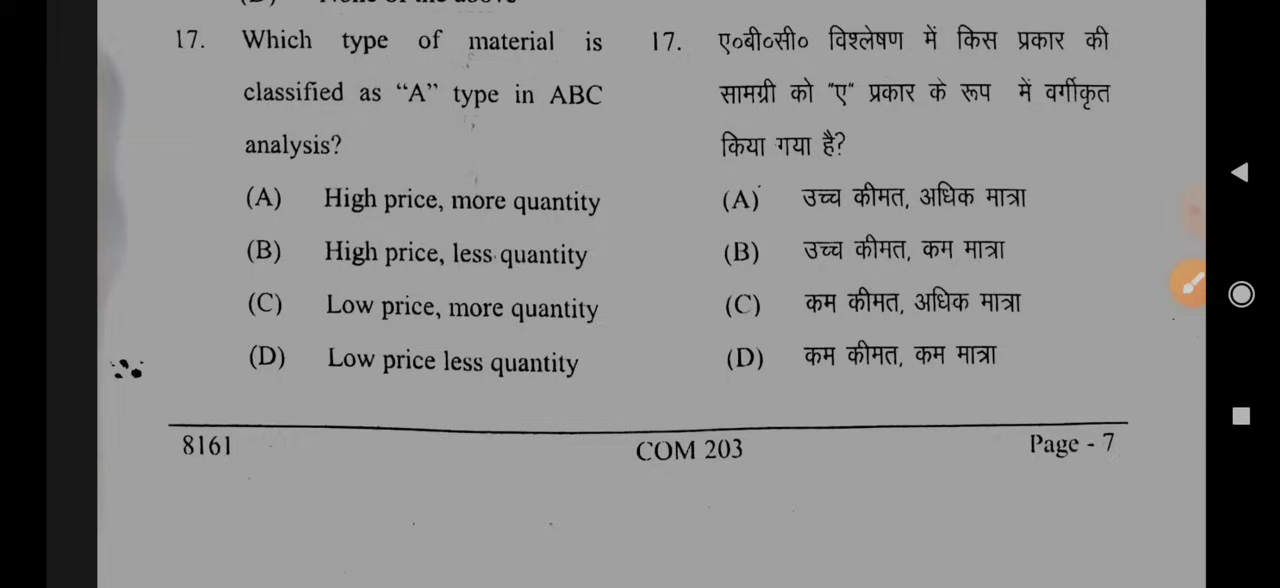 17. Which type of material is
classified as “A” type in ABC
analysis?
(A) High price, more quantity
(B) High price, less quantity
(C) Low price, more quantity
(D) Low price less quantity
17. ए०बी०सी० विश्लेषण में किस प्रकार की
सामग्री को "ए" प्रकार के रूप में वर्गीकृत
किया गया है?
(A) उच्च कीमत, अधिक मात्रा
(B) उच्च कीमत, कम मात्रा
(C) कम कीमत, अधिक मात्रा
(D) कम कीमत, कम मात्रा
8161 COM 203 Page - 7